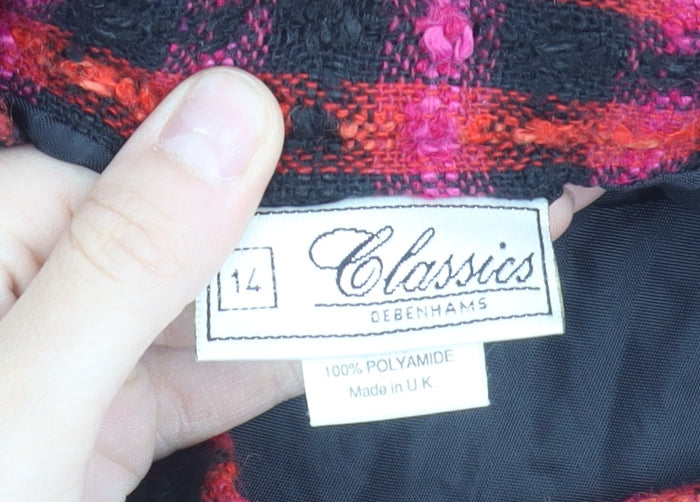 14
Classics
DEBENHAMS
100% POLYAMIDE
Made in U.K.